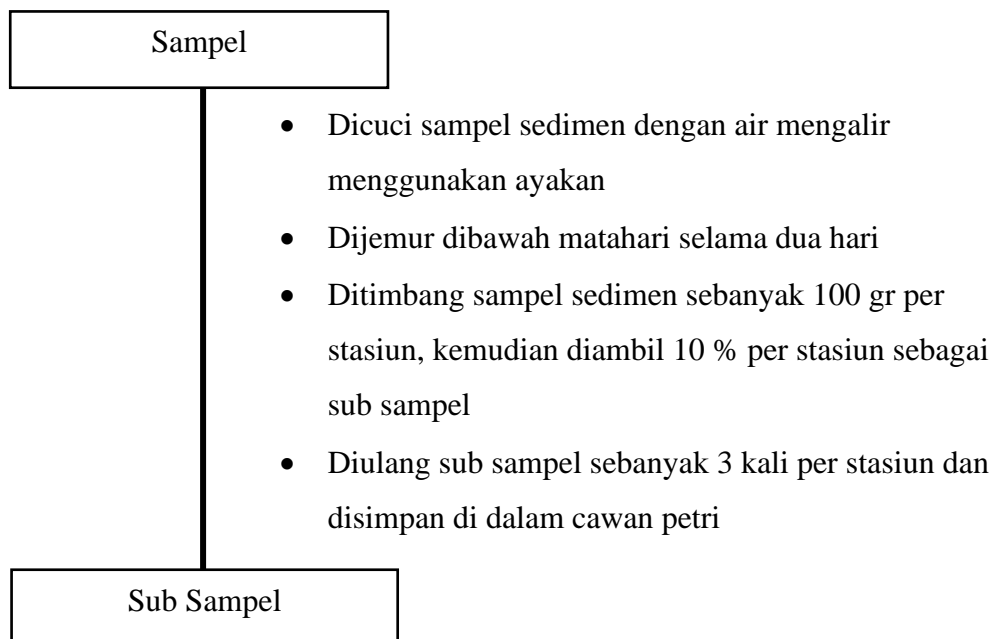 Sampel
• Dicuci sampel sedimen dengan air mengalir
menggunakan ayakan
• Dijemur dibawah matahari selama dua hari
• Ditimbang sampel sedimen sebanyak 100 gr per
stasiun, kemudian diambil 10 % per stasiun sebagai
sub sampel
• Diulang sub sampel sebanyak 3 kali per stasiun dan
disimpan di dalam cawan petri
Sub Sampel